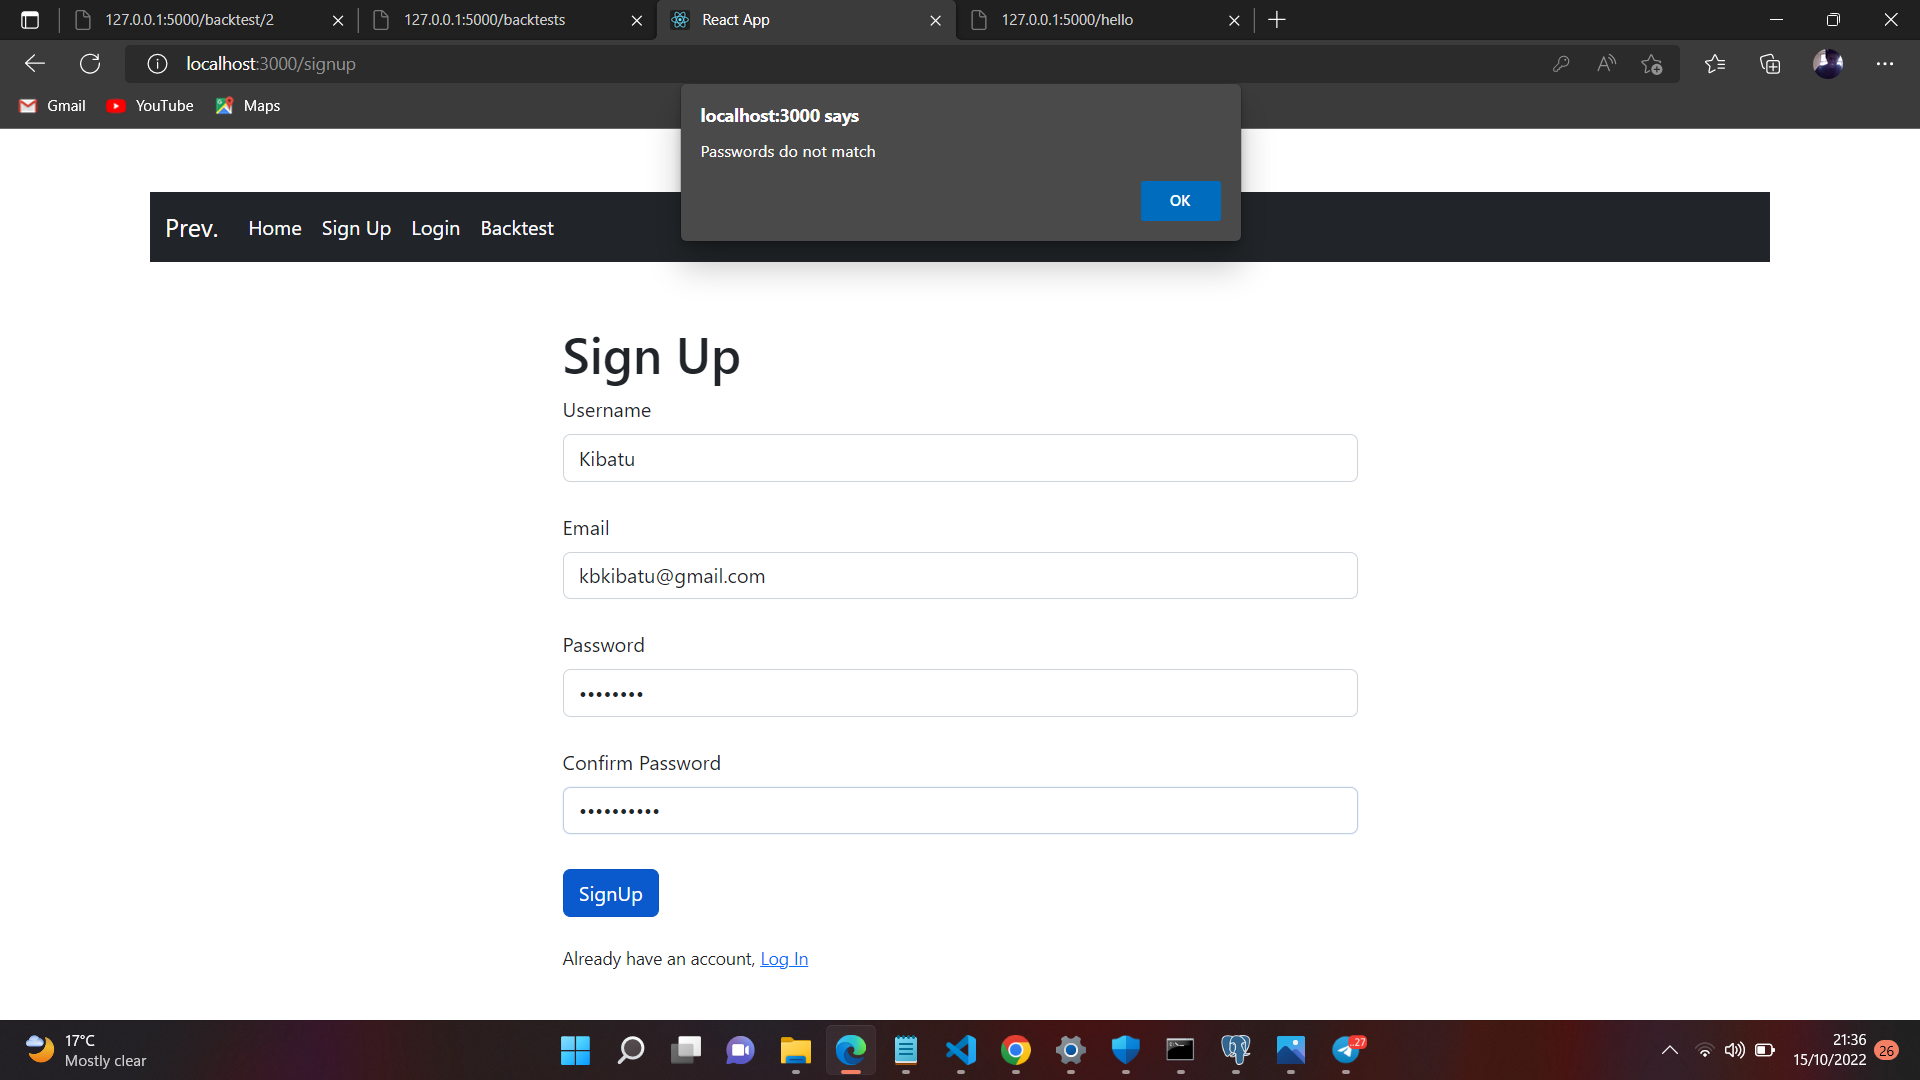 127.0.0.1:5000/backtest/2
127.0.0.1:5000/backtests
React App
127.0.0.1:5000/hello
localhost:3000/signup
Gmail
YouTube
Maps
localhost:3000 says
Passwords do not match
OK
Prev.
Home
Sign Up
Login
Backtest
Sign Up
Username
Kibatu
Email
kbkibatu@gmail.com
Password
••••••••
Confirm Password
••••••••••
SignUp
Already have an account, Log In
17°C
Mostly clear
27
21:36
15/10/2022
26